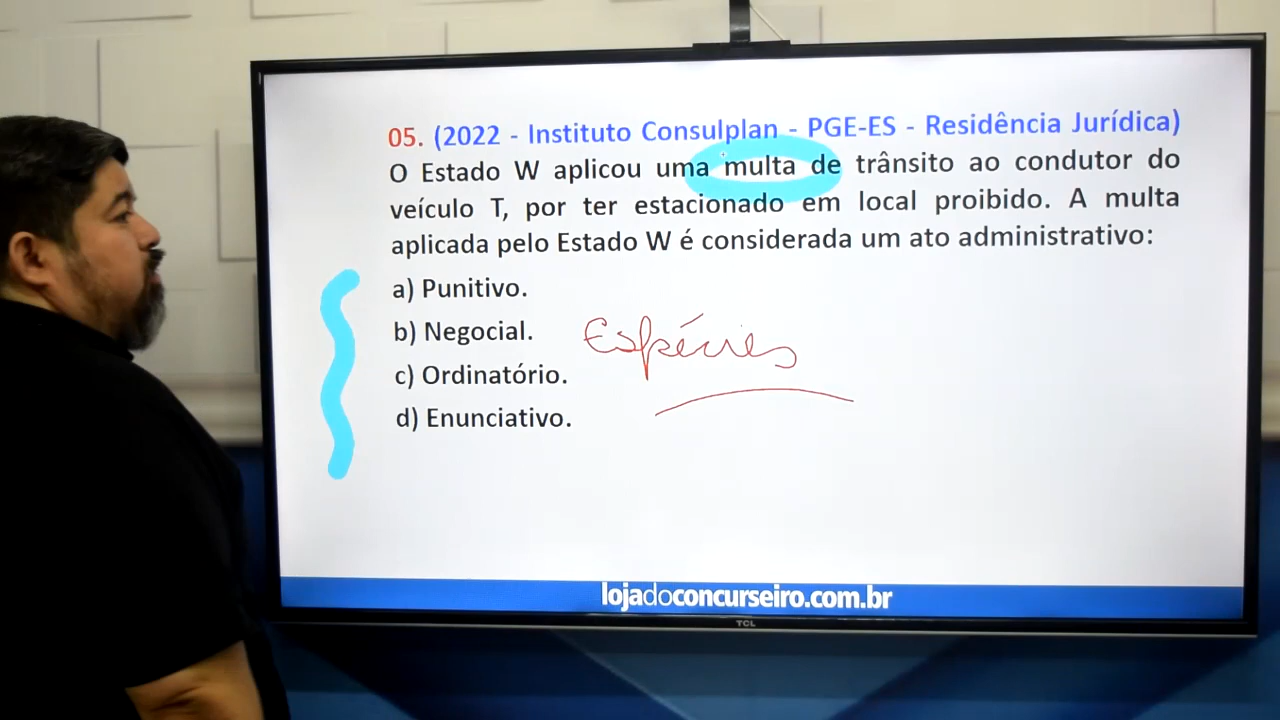 05. (2022 - Instituto Consulplan - PGE-ES - Residência Jurídica)
O Estado W aplicou uma multa de trânsito ao condutor do
veículo T, por ter estacionado em local proibido. A multa
aplicada pelo Estado W é considerada um ato administrativo:
a) Punitivo.
b) Negocial.
Espécies
c) Ordinatório.
d) Enunciativo.
lojadoconcurseiro.com.br
TCL